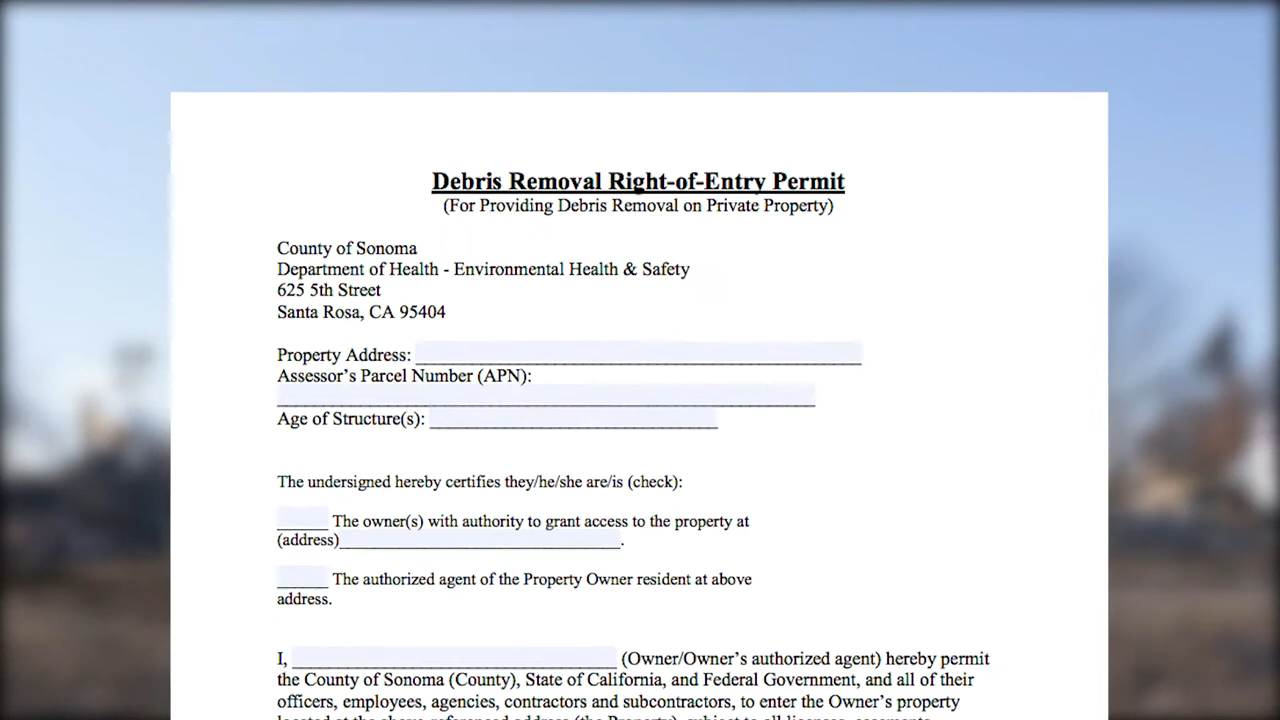 Debris Removal Right-of-Entry Permit
(For Providing Debris Removal on Private Property)
County of Sonoma
Department of Health - Environmental Health & Safety
625 5th Street
Santa Rosa, CA 95404
Property Address:
Assessor's Parcel Number (APN):
Age of Structure(s):
The undersigned hereby certifies they/he/she are/is (check):
The owner(s) with authority to grant access to the property at
(address) .
The authorized agent of the Property Owner resident at above
address.
I, (Owner/Owner's authorized agent) hereby permit
the County of Sonoma (County), State of California, and Federal Government, and all of their
officers, employees, agencies, contractors and subcontractors, to enter the Owner's property